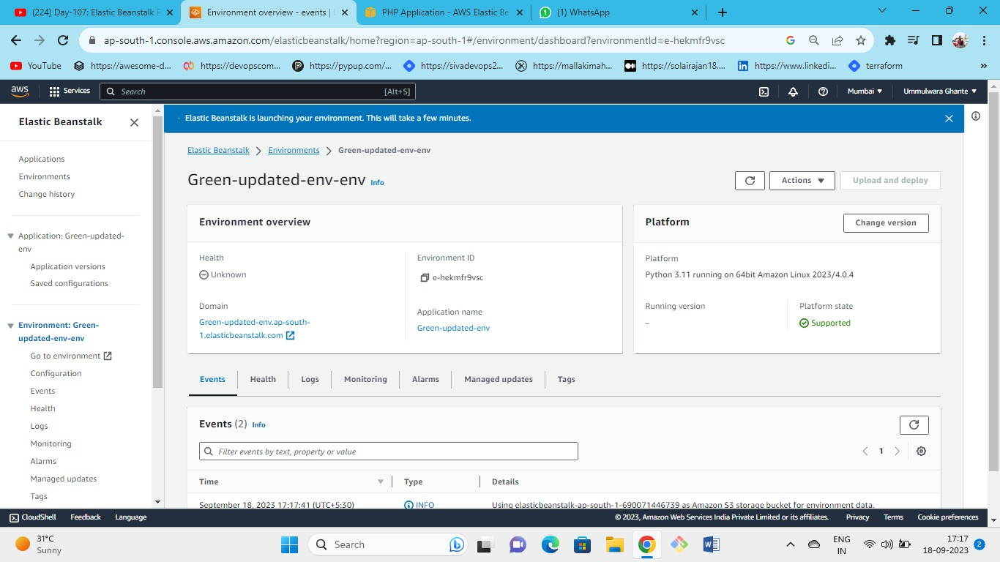 (224) Day-107: Elastic Beanstalk F
Environment overview - events |
PHP Application - AWS Elastic Be
(1) WhatsApp
ap-south-1.console.aws.amazon.com/elasticbeanstalk/home?region=ap-south-1#/environment/dashboard?environmentId=e-hekmfr9vsc
YouTube
https://awesome-d...
https://devopscom...
https://pypup.com/...
https://sivadevops2...
https://mallakimah...
https://solairajan18....
https://www.linkedi...
terraform
aws
Services
Search
[Alt+S]
Mumbai
Ummulwara Ghante
Elastic Beanstalk
Applications
Environments
Change history
Application: Green-updated-
env
Application versions
Saved configurations
Environment: Green-
updated-env-env
Go to environment
Configuration
Events
Health
Logs
Monitoring
Alarms
Managed updates
Tags
Elastic Beanstalk is launching your environment. This will take a few minutes.
Elastic Beanstalk
Environments
Green-updated-env-env
Green-updated-env-env Info
Actions
Upload and deploy
Environment overview
Health
Unknown
Domain
Green-updated-env.ap-south-
1.elasticbeanstalk.com
Environment ID
e-hekmfr9vsc
Application name
Green-updated-env
Platform
Change version
Platform
Python 3.11 running on 64bit Amazon Linux 2023/4.0.4
Running version
–
Platform state
Supported
Events
Health
Logs
Monitoring
Alarms
Managed updates
Tags
Events (2) Info
Filter events by text, property or value
1
Time
Type
Details
September 18, 2023 17:17:41 (UTC+5:30)
INFO
Using elasticbeanstalk-ap-south-1-690071446739 as Amazon S3 storage bucket for environment data.
CloudShell
Feedback
Language
© 2023, Amazon Web Services India Private Limited or its affiliates.
Privacy
Terms
Cookie preferences
31°C
Sunny
Search
ENG
IN
17:17
18-09-2023
2